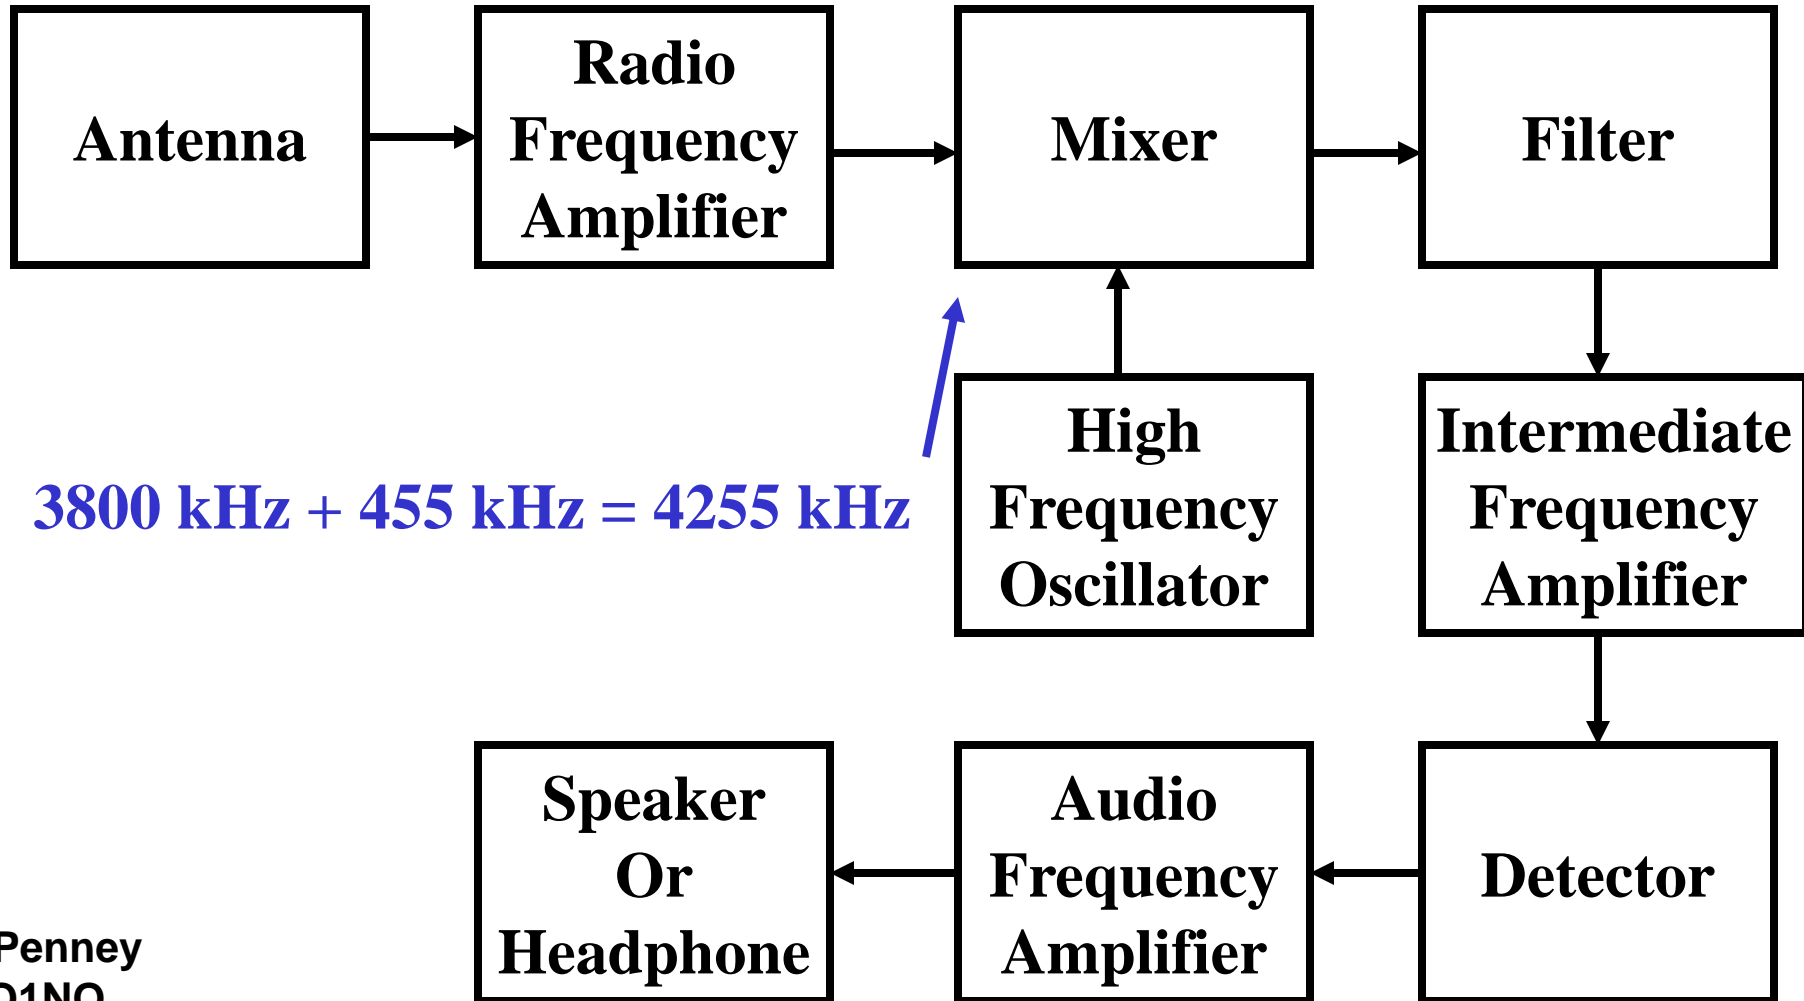 Antenna
Radio
Frequency
Amplifier
Mixer
Filter
3800 kHz + 455 kHz = 4255 kHz
High
Frequency
Oscillator
Intermediate
Frequency
Amplifier
Speaker
Or
Headphone
Audio
Frequency
Amplifier
Detector
Penney